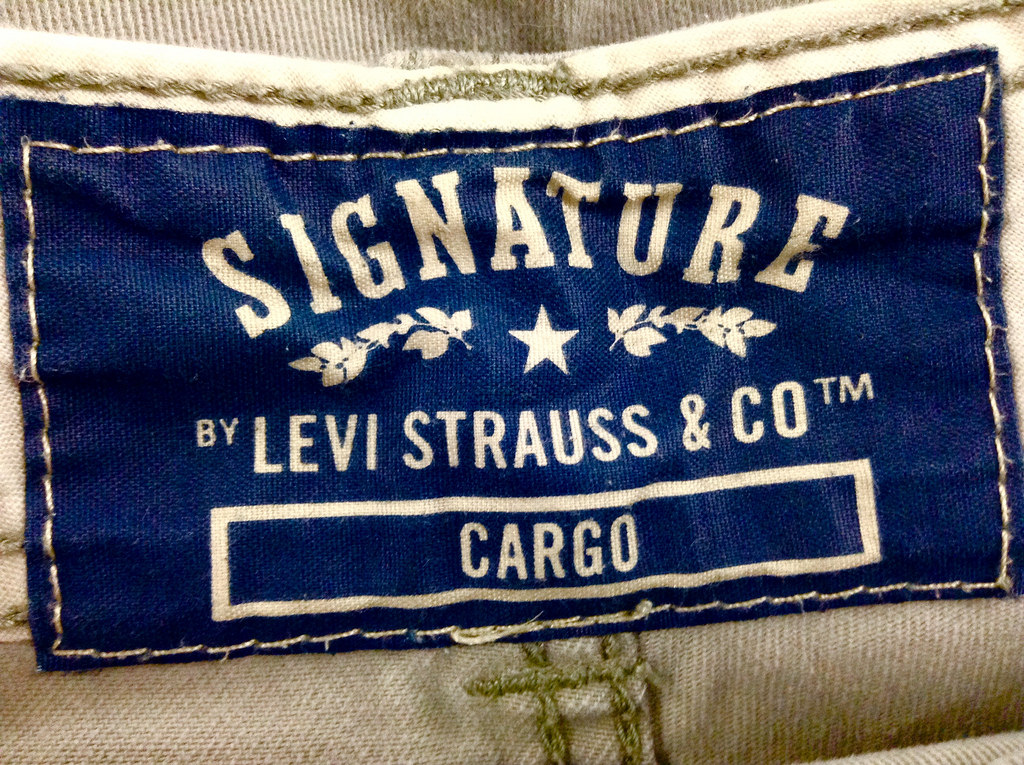 SIGNATURE
BY LEVI STRAUSS & CO™
CARGO